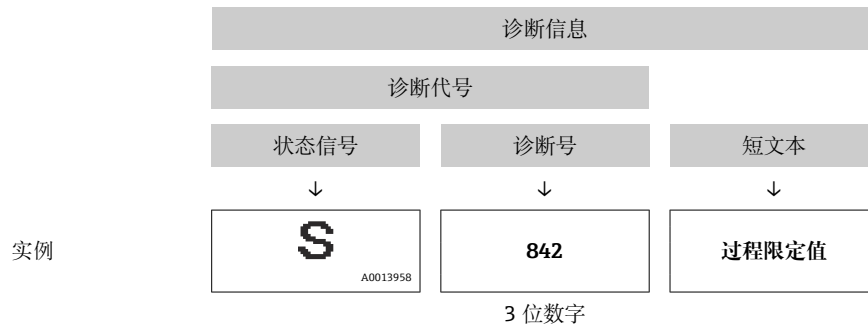 诊断信息
诊断代号
状态信号 诊断号 短文本
↓ ↓ ↓
实例 S 842 过程限定值
A0013958
3 位数字